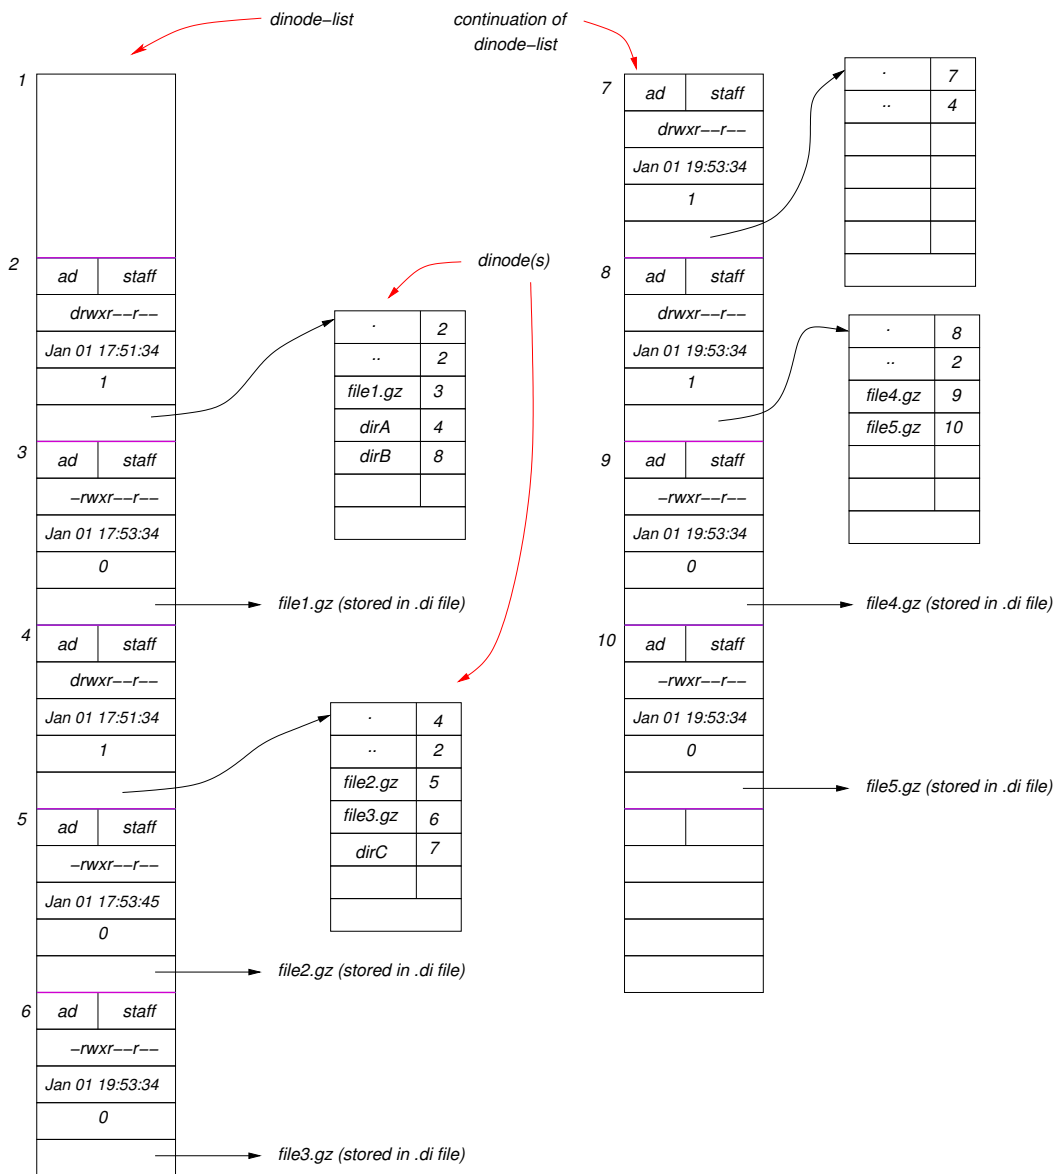 dinode–list
1
2
ad staff
drwxr––r––
Jan 01 17:51:34
1
3
ad staff
–rwxr––r––
Jan 01 17:53:34
0
file1.gz (stored in .di file)
4
ad staff
drwxr––r––
Jan 01 17:51:34
1
5
ad staff
–rwxr––r––
Jan 01 17:53:45
0
file2.gz (stored in .di file)
6
ad staff
–rwxr––r––
Jan 01 19:53:34
0
file3.gz (stored in .di file)
dinode(s)
. 2
.. 2
file1.gz 3
dirA 4
dirB 8
. 4
.. 2
file2.gz 5
file3.gz 6
dirC 7
continuation of
dinode–list
7
ad staff
drwxr––r––
Jan 01 19:53:34
1
8
ad staff
drwxr––r––
Jan 01 19:53:34
1
9
ad staff
–rwxr––r––
Jan 01 19:53:34
0
file4.gz (stored in .di file)
10
ad staff
–rwxr––r––
Jan 01 19:53:34
0
file5.gz (stored in .di file)
. 7
.. 4
. 8
.. 2
file4.gz 9
file5.gz 10